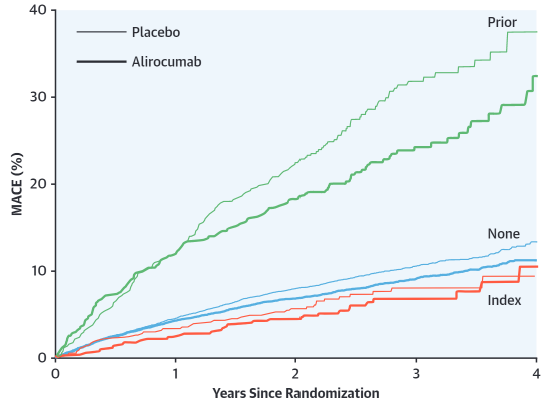 40
Prior
Placebo
Alirocumab
30
MACE (%)
20
None
10
Index
0
0 1 2 3 4
Years Since Randomization